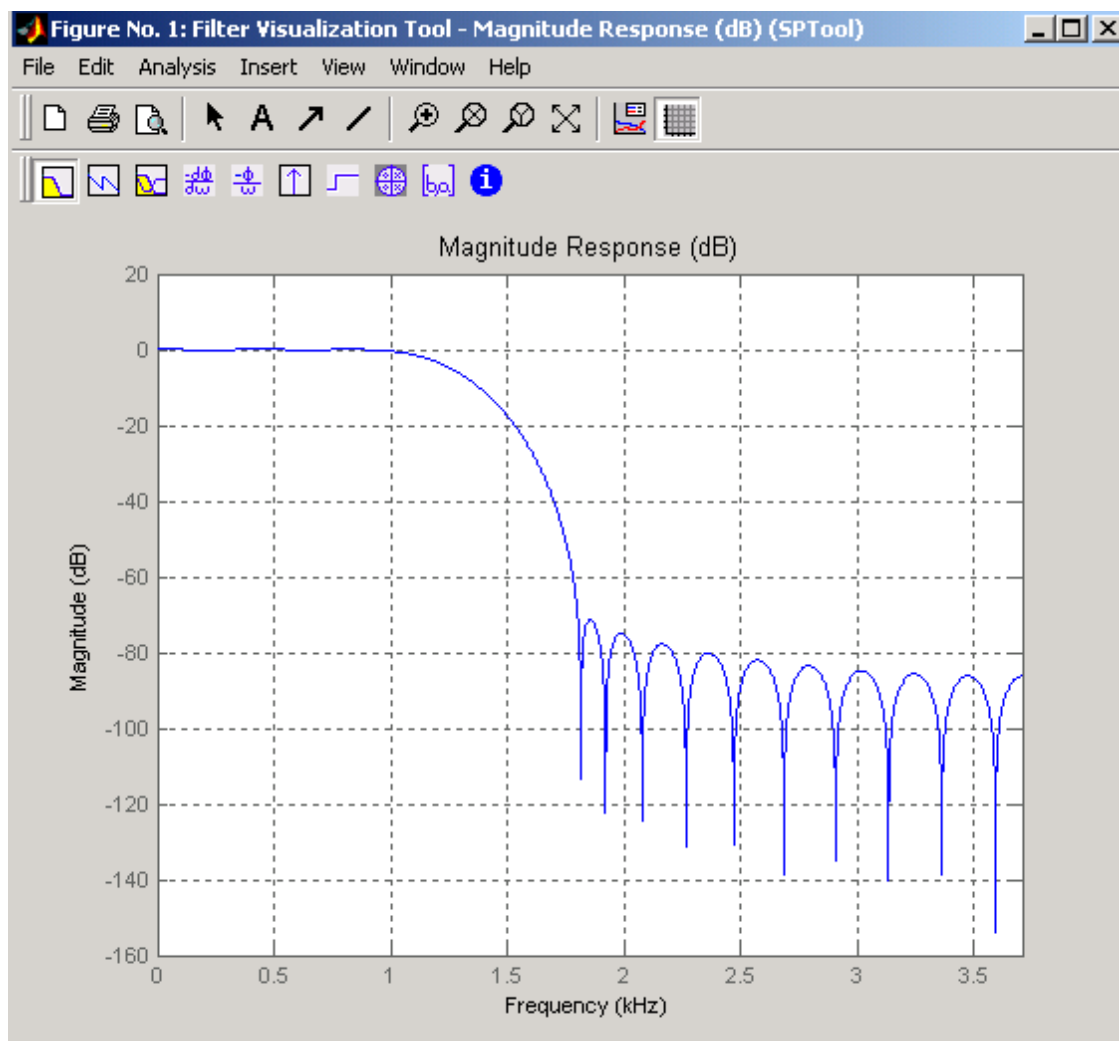 Figure No. 1: Filter Visualization Tool - Magnitude Response (dB) (SPTool)
File Edit Analysis Insert View Window Help
A
-dϕ/dω -ϕ/ω [b,a] i
Magnitude Response (dB)
20
0
-20
-40
-60
-80
-100
-120
-140
-160
Magnitude (dB)
0 0.5 1 1.5 2 2.5 3 3.5
Frequency (kHz)